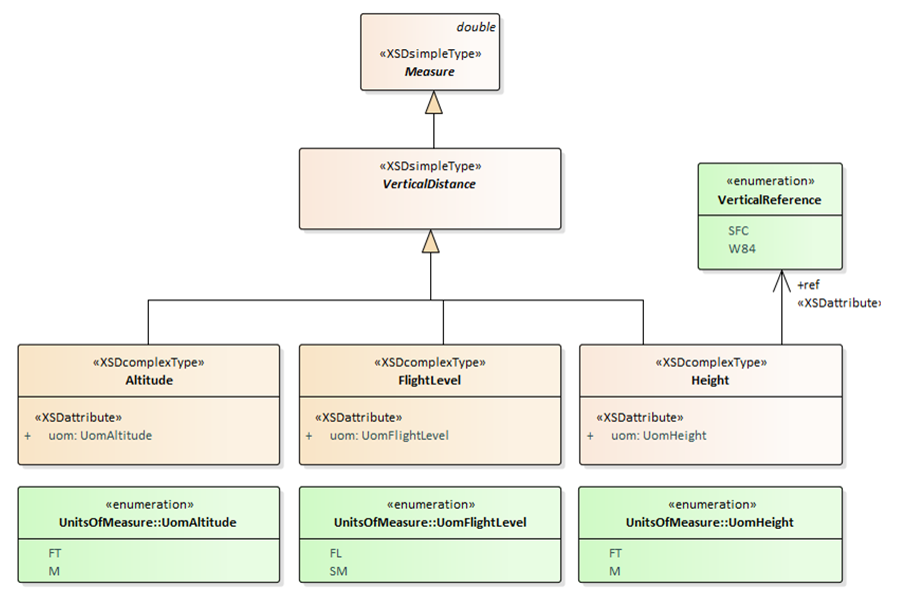 double
«XSDsimpleType»
Measure
«XSDsimpleType»
VerticalDistance
«enumeration»
VerticalReference
SFC
W84
+ref
«XSDattribute»
«XSDcomplexType»
Altitude
«XSDattribute»
+ uom: UomAltitude
«XSDcomplexType»
FlightLevel
«XSDattribute»
+ uom: UomFlightLevel
«XSDcomplexType»
Height
«XSDattribute»
+ uom: UomHeight
«enumeration»
UnitsOfMeasure::UomAltitude
FT
M
«enumeration»
UnitsOfMeasure::UomFlightLevel
FL
SM
«enumeration»
UnitsOfMeasure::UomHeight
FT
M